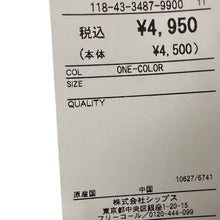 118-43-3487-9900 11
税込 ¥4,950
(本体 ¥4,500)
COL ONE-COLOR
SIZE
QUALITY
10627/6741
原産国 中国
株式会社シップス
東京都中央区銀座1-20-15
フリーコール/0120-444-099